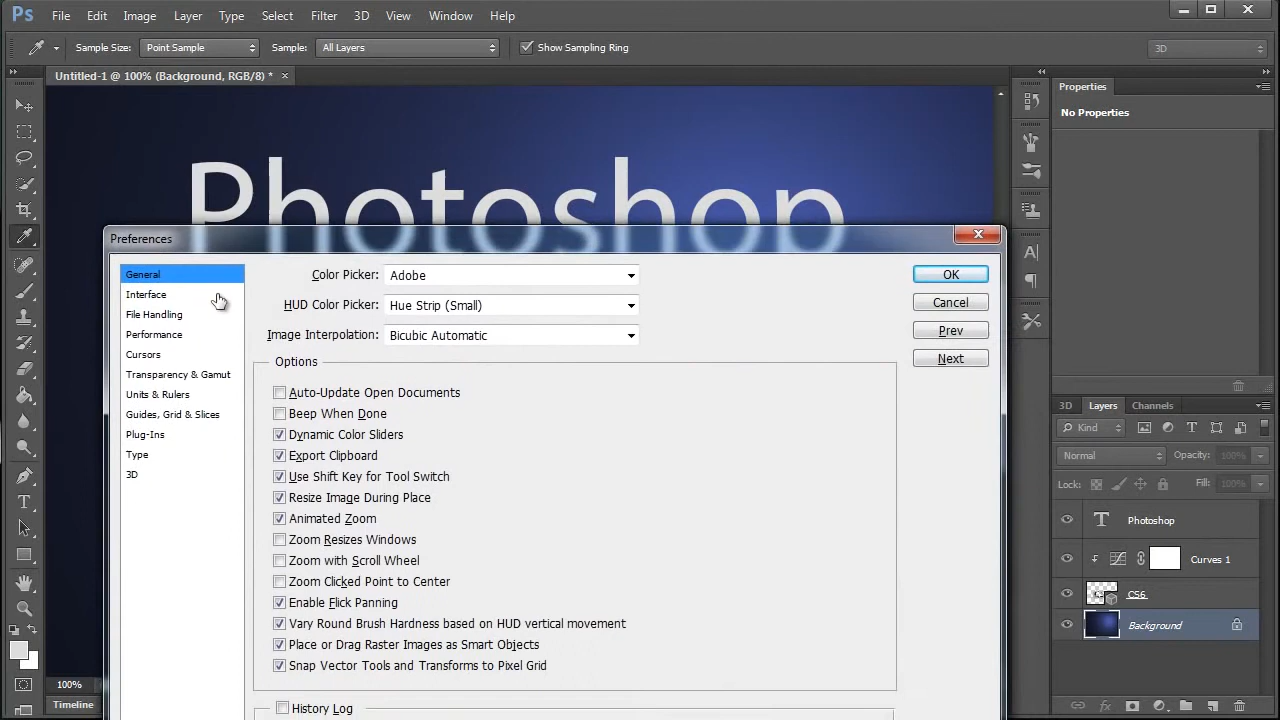 Ps File Edit Image Layer Type Select Filter 3D View Window Help
Sample Size: Point Sample Sample: All Layers Show Sampling Ring 3D
Untitled-1 @ 100% (Background, RGB/8) *
Properties
No Properties
Photoshop
Preferences
General
Interface
File Handling
Performance
Cursors
Transparency & Gamut
Units & Rulers
Guides, Grid & Slices
Plug-Ins
Type
3D
Color Picker: Adobe
HUD Color Picker: Hue Strip (Small)
Image Interpolation: Bicubic Automatic
Options
Auto-Update Open Documents
Beep When Done
Dynamic Color Sliders
Export Clipboard
Use Shift Key for Tool Switch
Resize Image During Place
Animated Zoom
Zoom Resizes Windows
Zoom with Scroll Wheel
Zoom Clicked Point to Center
Enable Flick Panning
Vary Round Brush Hardness based on HUD vertical movement
Place or Drag Raster Images as Smart Objects
Snap Vector Tools and Transforms to Pixel Grid
History Log
OK
Cancel
Prev
Next
3D Layers Channels
Kind
Normal Opacity: 100%
Lock: Fill: 100%
Photoshop
Curves 1
CS6
Background
100%
Timeline